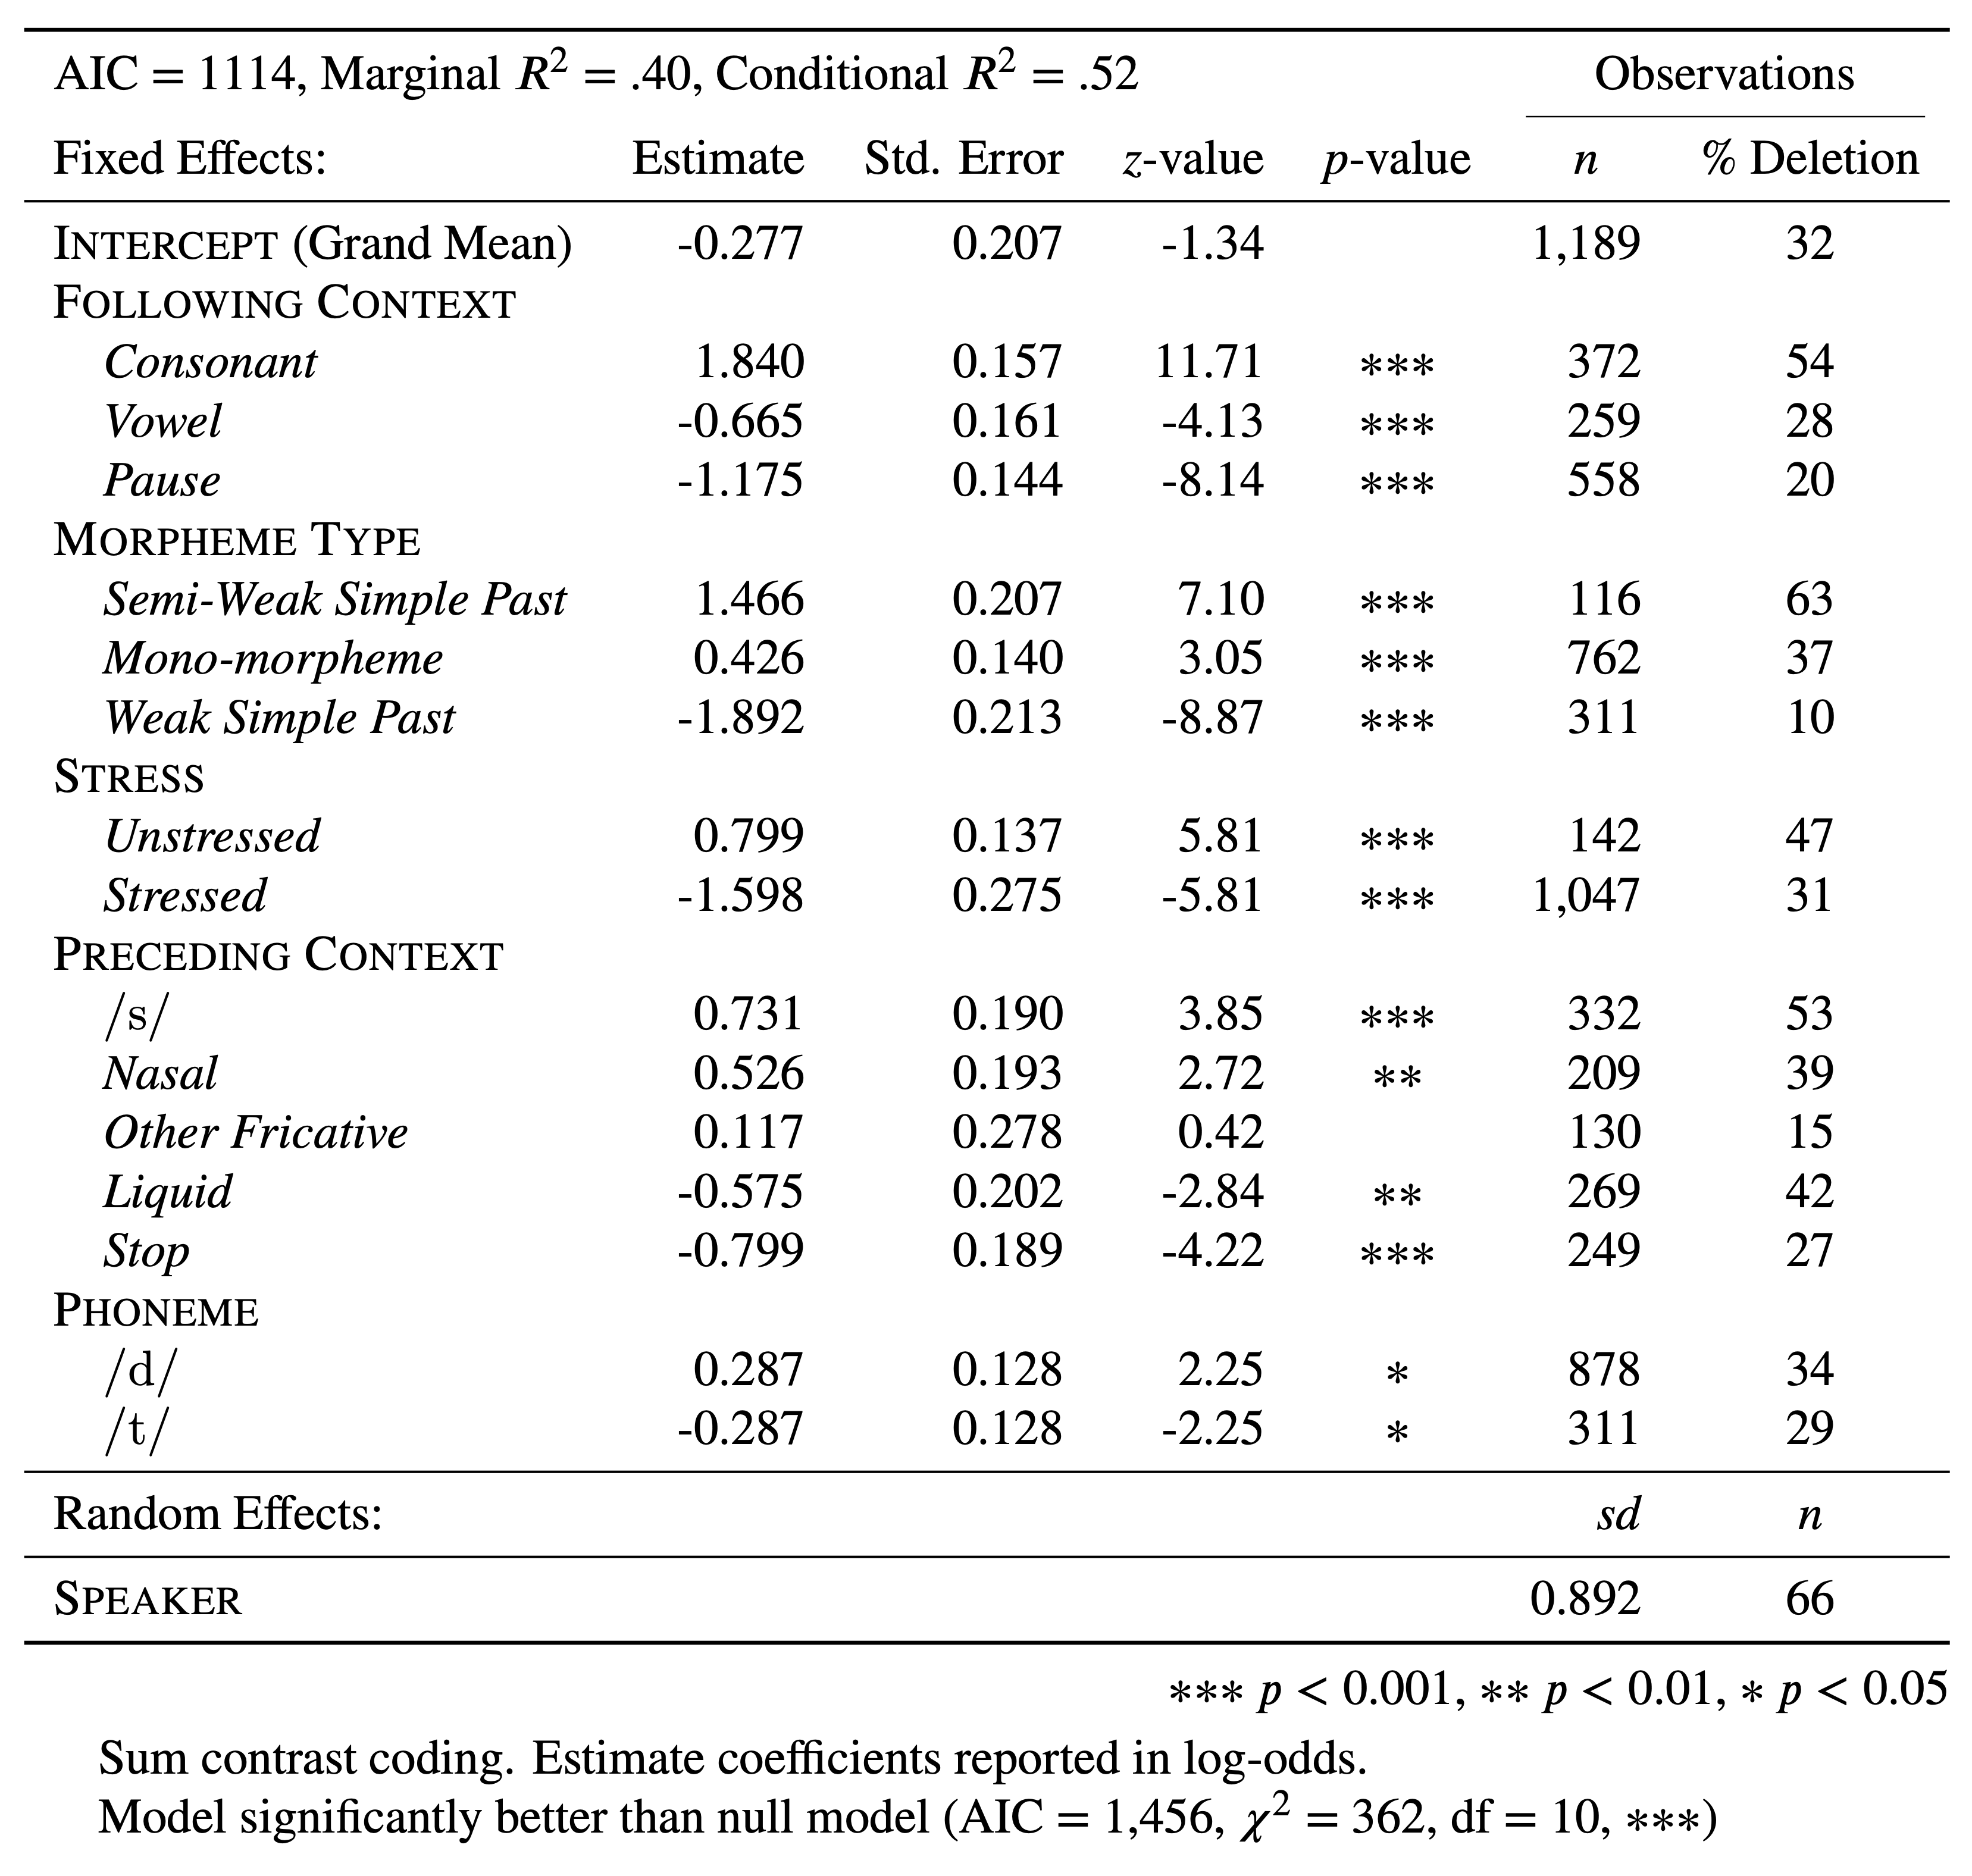 AIC = 1114, Marginal R² = .40, Conditional R² = .52 Observations
Fixed Effects: Estimate Std. Error z-value p-value n % Deletion
INTERCEPT (Grand Mean) -0.277 0.207 -1.34 1,189 32
FOLLOWING CONTEXT
Consonant 1.840 0.157 11.71 *** 372 54
Vowel -0.665 0.161 -4.13 *** 259 28
Pause -1.175 0.144 -8.14 *** 558 20
MORPHEME TYPE
Semi-Weak Simple Past 1.466 0.207 7.10 *** 116 63
Mono-morpheme 0.426 0.140 3.05 *** 762 37
Weak Simple Past -1.892 0.213 -8.87 *** 311 10
STRESS
Unstressed 0.799 0.137 5.81 *** 142 47
Stressed -1.598 0.275 -5.81 *** 1,047 31
PRECEDING CONTEXT
/s/ 0.731 0.190 3.85 *** 332 53
Nasal 0.526 0.193 2.72 ** 209 39
Other Fricative 0.117 0.278 0.42 130 15
Liquid -0.575 0.202 -2.84 ** 269 42
Stop -0.799 0.189 -4.22 *** 249 27
PHONEME
/d/ 0.287 0.128 2.25 * 878 34
/t/ -0.287 0.128 -2.25 * 311 29
Random Effects: sd n
SPEAKER 0.892 66
*** p < 0.001, ** p < 0.01, * p < 0.05
Sum contrast coding. Estimate coefficients reported in log-odds.
Model significantly better than null model (AIC = 1,456, χ² = 362, df = 10, ***)